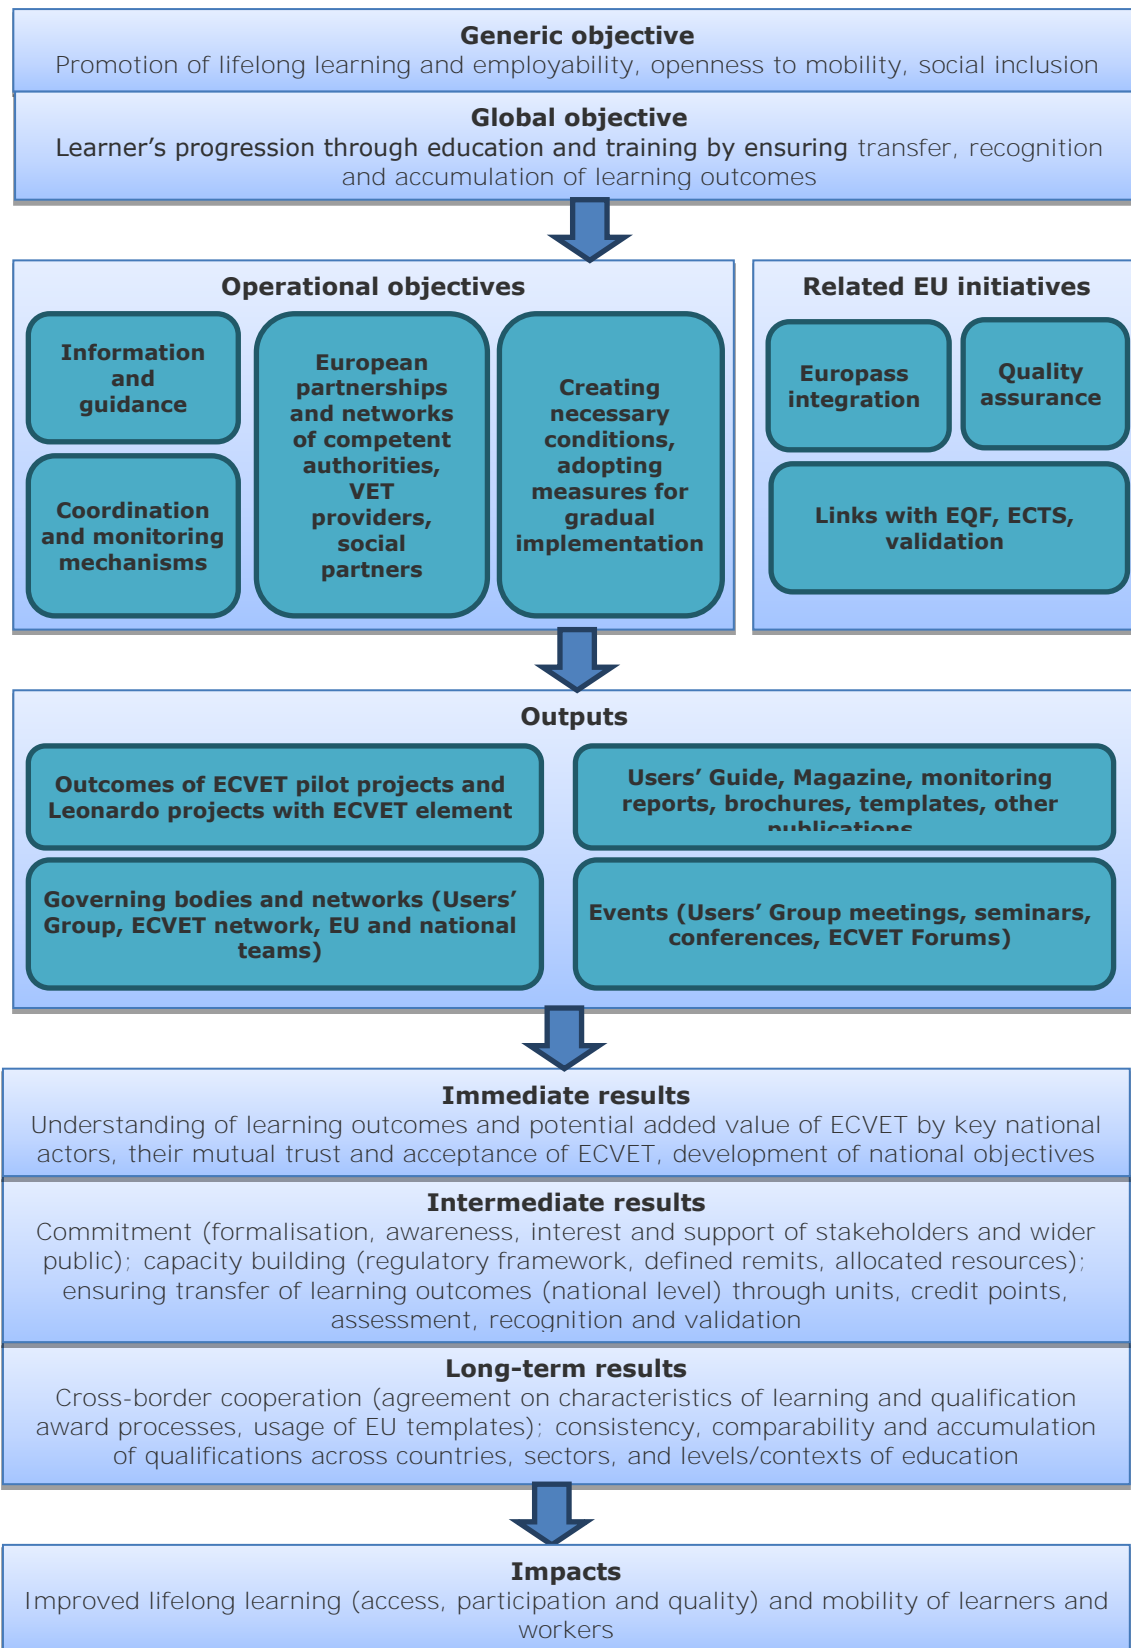 Generic objective
Promotion of lifelong learning and employability, openness to mobility, social inclusion
Global objective
Learner’s progression through education and training by ensuring transfer, recognition
and accumulation of learning outcomes
Operational objectives
Information
and
guidance
Coordination
and monitoring
mechanisms
European
partnerships
and networks
of competent
authorities,
VET
providers,
social
partners
Creating
necessary
conditions,
adopting
measures for
gradual
implementation
Related EU initiatives
Europass
integration
Quality
assurance
Links with EQF, ECTS,
validation
Outputs
Outcomes of ECVET pilot projects and
Leonardo projects with ECVET element
Users’ Guide, Magazine, monitoring
reports, brochures, templates, other
publications
Governing bodies and networks (Users’
Group, ECVET network, EU and national
teams)
Events (Users’ Group meetings, seminars,
conferences, ECVET Forums)
Immediate results
Understanding of learning outcomes and potential added value of ECVET by key national
actors, their mutual trust and acceptance of ECVET, development of national objectives
Intermediate results
Commitment (formalisation, awareness, interest and support of stakeholders and wider
public); capacity building (regulatory framework, defined remits, allocated resources);
ensuring transfer of learning outcomes (national level) through units, credit points,
assessment, recognition and validation
Long-term results
Cross-border cooperation (agreement on characteristics of learning and qualification
award processes, usage of EU templates); consistency, comparability and accumulation
of qualifications across countries, sectors, and levels/contexts of education
Impacts
Improved lifelong learning (access, participation and quality) and mobility of learners and
workers